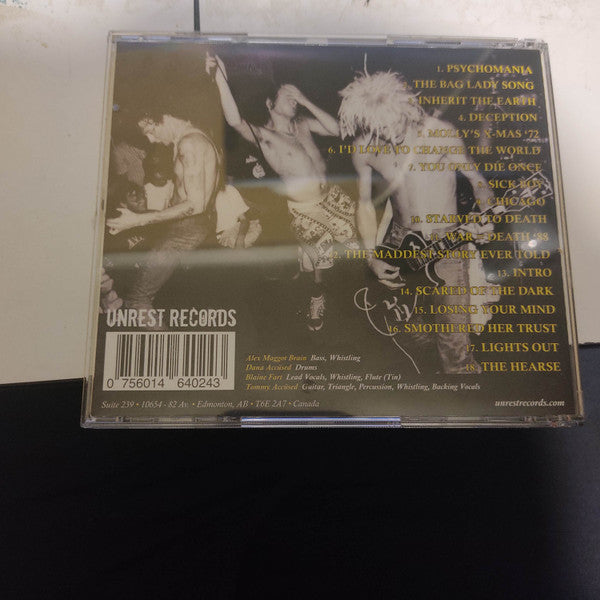 1. PSYCHOMANIA
THE BAG LADY SONG
INHERIT THE EARTH
4. DECEPTION
5. MOLLY'S X-MAS '72
6. I'D LOVE TO CHANGE THE WORLD
7. YOU ONLY DIE ONCE
8. SICK BOY
9. CHICAGO
10. STARVED TO DEATH
11. WAR = DEATH '88
12. THE MADDEST STORY EVER TOLD
13. INTRO
14. SCARED OF THE DARK
15. LOSING YOUR MIND
16. SMOTHERED HER TRUST
17. LIGHTS OUT
18. THE HEARSE
UNREST RECORDS
0 756014 640243
Alex Maggot Brain Bass, Whistling
Dana Accüsed Drums
Blaine Fart Lead Vocals, Whistling, Flute (Tin)
Tommy Accüsed Guitar, Triangle, Percussion, Whistling, Backing Vocals
Suite 239 • 10654 - 82 Av. • Edmonton, AB • T6E 2A7 • Canada
unrestrecords.com